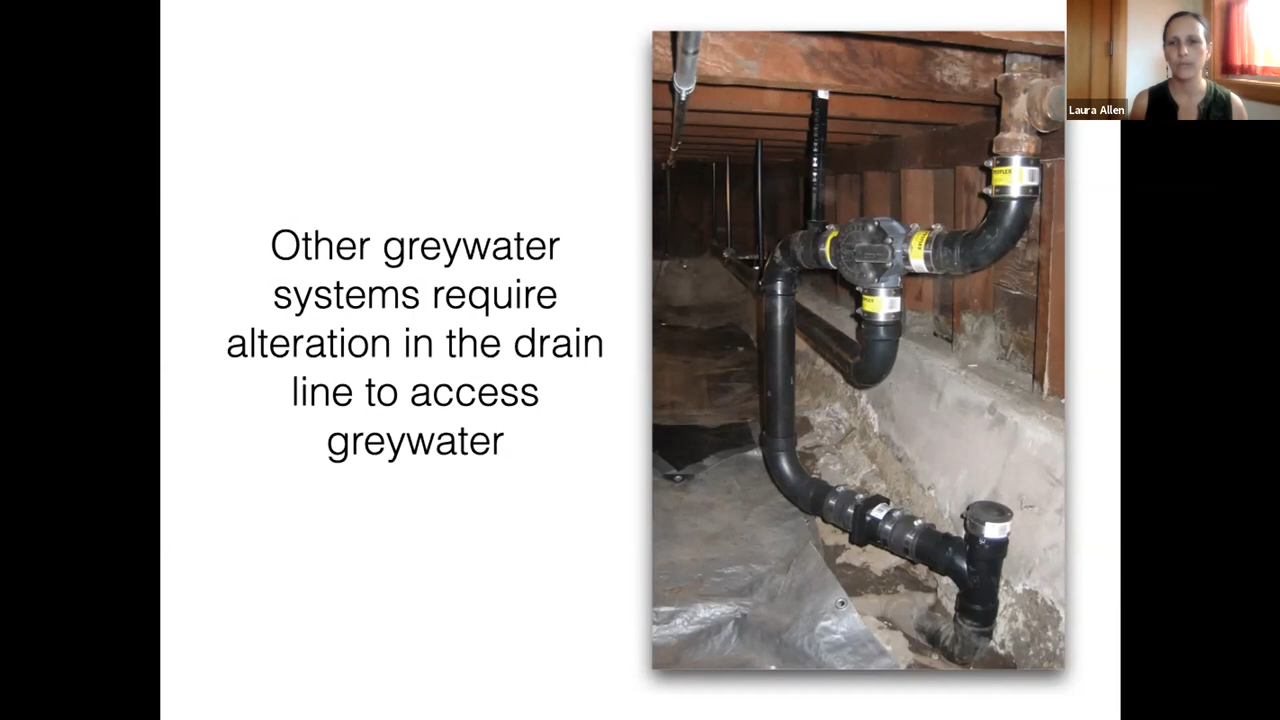 Other greywater
systems require
alteration in the drain
line to access
greywater
Laura Allen